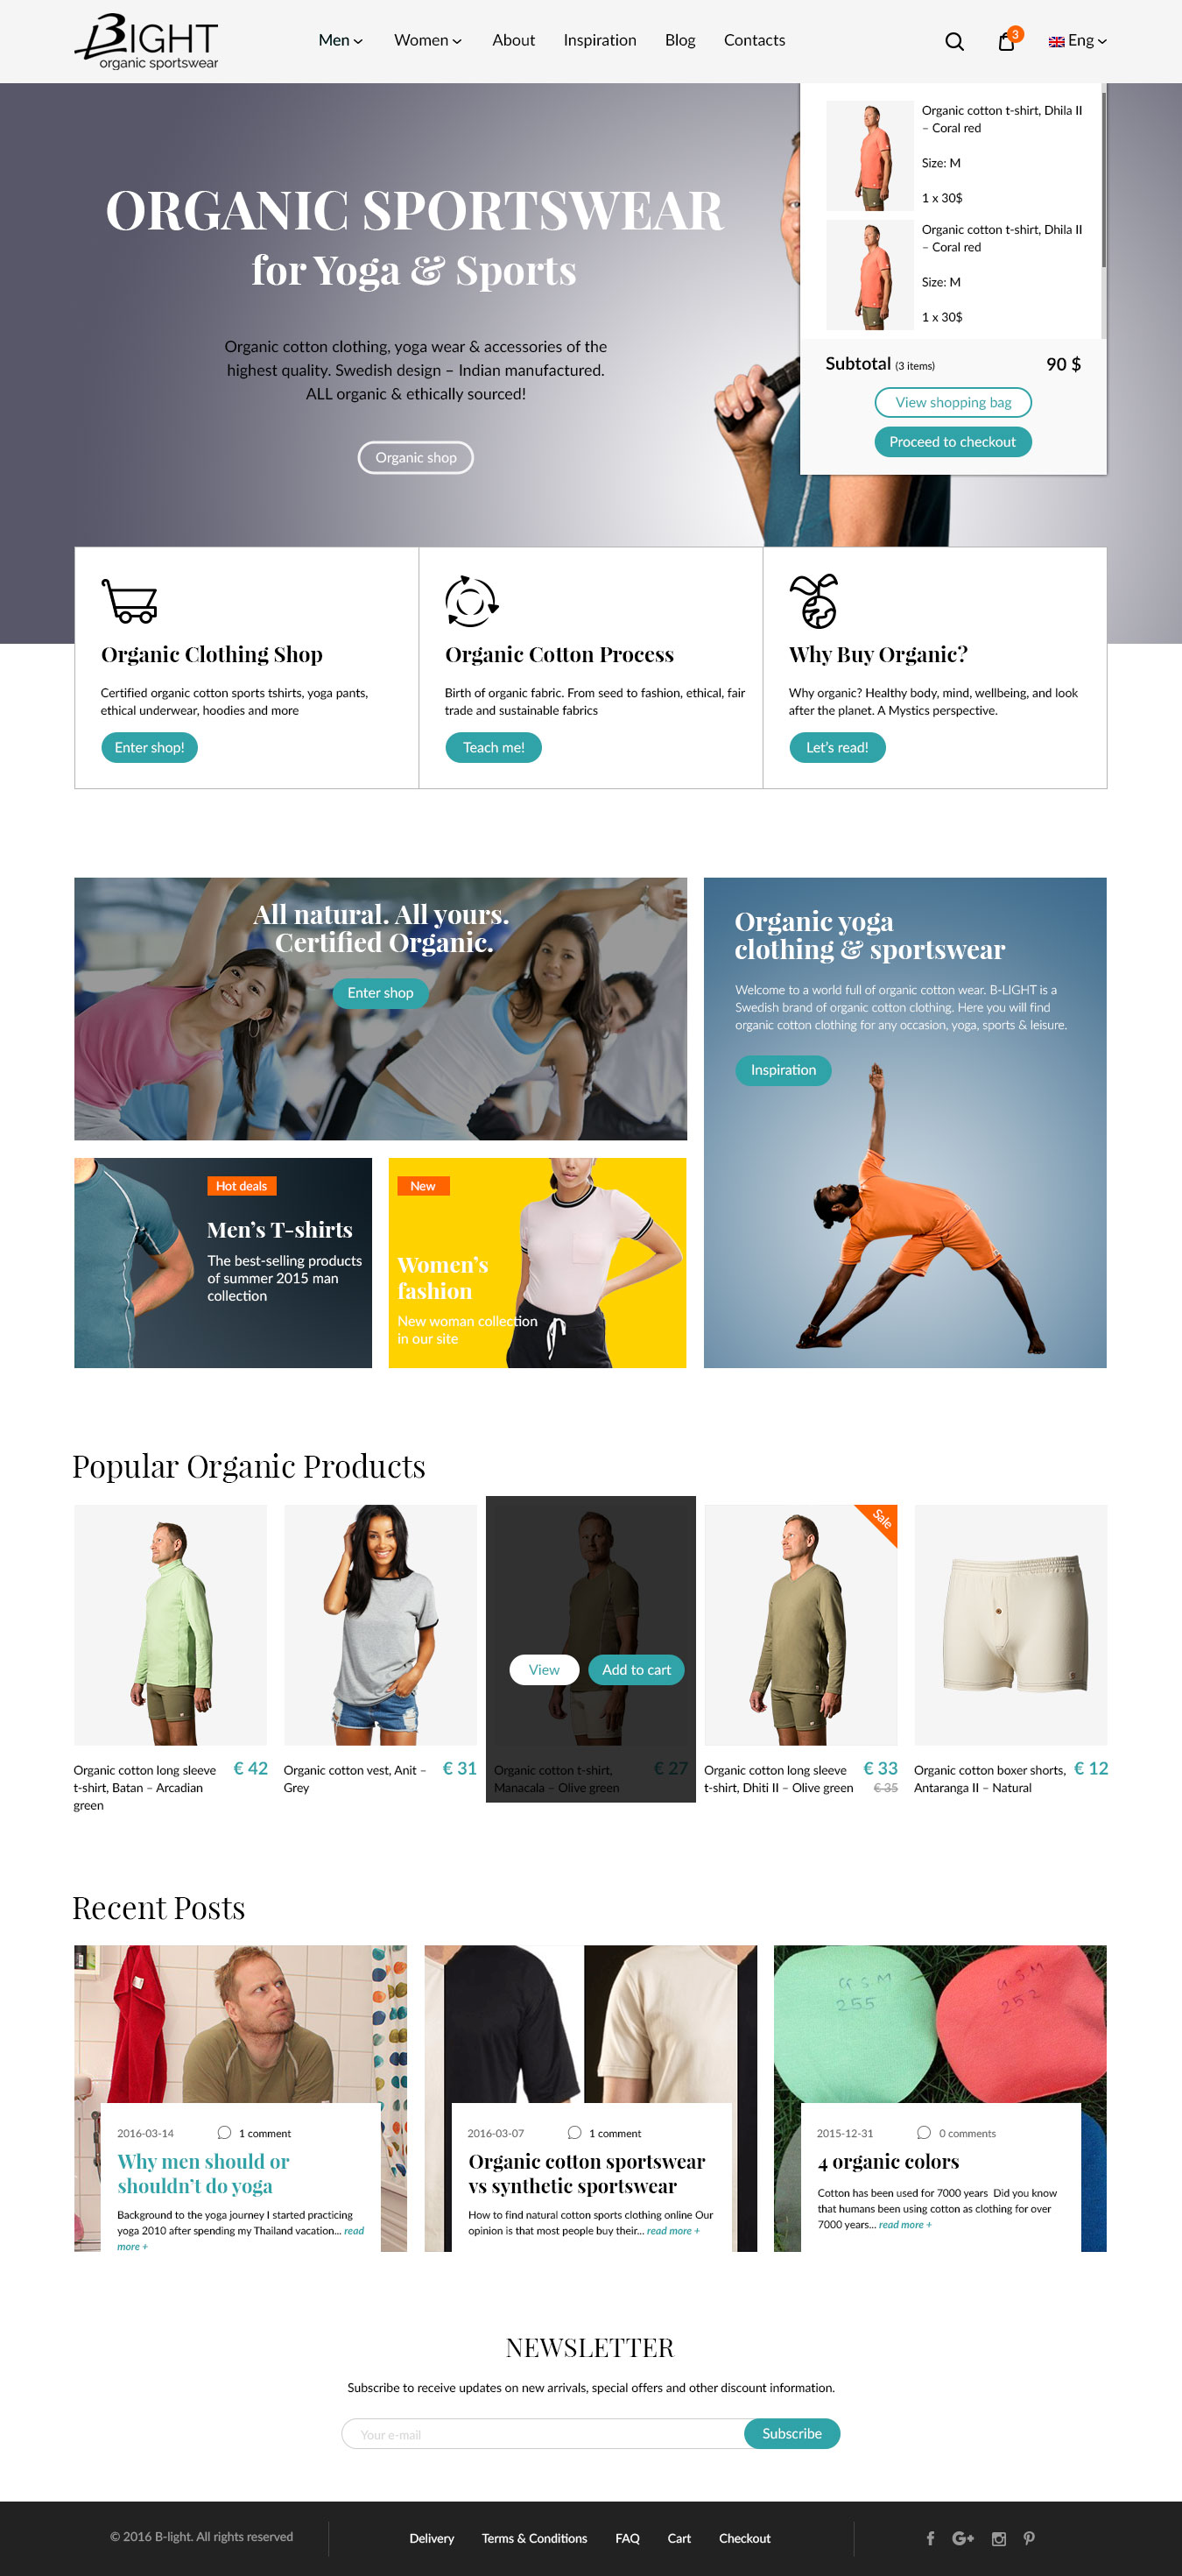 BIGHT
organic sportswear
Men Women About Inspiration Blog Contacts
3
Eng
ORGANIC SPORTSWEAR
for Yoga & Sports
Organic cotton clothing, yoga wear & accessories of the
highest quality. Swedish design – Indian manufactured.
ALL organic & ethically sourced!
Organic shop
Organic cotton t-shirt, Dhila II
– Coral red
Size: M
1 x 30$
Organic cotton t-shirt, Dhila II
– Coral red
Size: M
1 x 30$
Subtotal (3 items) 90 $
View shopping bag
Proceed to checkout
Organic Clothing Shop
Certified organic cotton sports tshirts, yoga pants,
ethical underwear, hoodies and more
Enter shop!
Organic Cotton Process
Birth of organic fabric. From seed to fashion, ethical, fair
trade and sustainable fabrics
Teach me!
Why Buy Organic?
Why organic? Healthy body, mind, wellbeing, and look
after the planet. A Mystics perspective.
Let's read!
All natural. All yours.
Certified Organic.
Enter shop
Organic yoga
clothing & sportswear
Welcome to a world full of organic cotton wear. B-LIGHT is a
Swedish brand of organic cotton clothing. Here you will find
organic cotton clothing for any occasion, yoga, sports & leisure.
Inspiration
Hot deals
Men's T-shirts
The best-selling products
of summer 2015 man
collection
New
Women's
fashion
New woman collection
in our site
Popular Organic Products
Organic cotton long sleeve
t-shirt, Batan – Arcadian
green
€ 42
Organic cotton vest, Anit –
Grey
€ 31
View
Add to cart
Organic cotton t-shirt,
Manacala – Olive green
€ 27
Sale
Organic cotton long sleeve
t-shirt, Dhiti II – Olive green
€ 33
€ 35
Organic cotton boxer shorts,
Antaranga II – Natural
€ 12
Recent Posts
2016-03-14 1 comment
Why men should or
shouldn't do yoga
Background to the yoga journey I started practicing
yoga 2010 after spending my Thailand vacation... read
more +
2016-03-07 1 comment
Organic cotton sportswear
vs synthetic sportswear
How to find natural cotton sports clothing online Our
opinion is that most people buy their... read more +
GSM
255
GSM
252
2015-12-31 0 comments
4 organic colors
Cotton has been used for 7000 years Did you know
that humans been using cotton as clothing for over
7000 years... read more +
NEWSLETTER
Subscribe to receive updates on new arrivals, special offers and other discount information.
Your e-mail
Subscribe
© 2016 B-light. All rights reserved
Delivery Terms & Conditions FAQ Cart Checkout
f G+